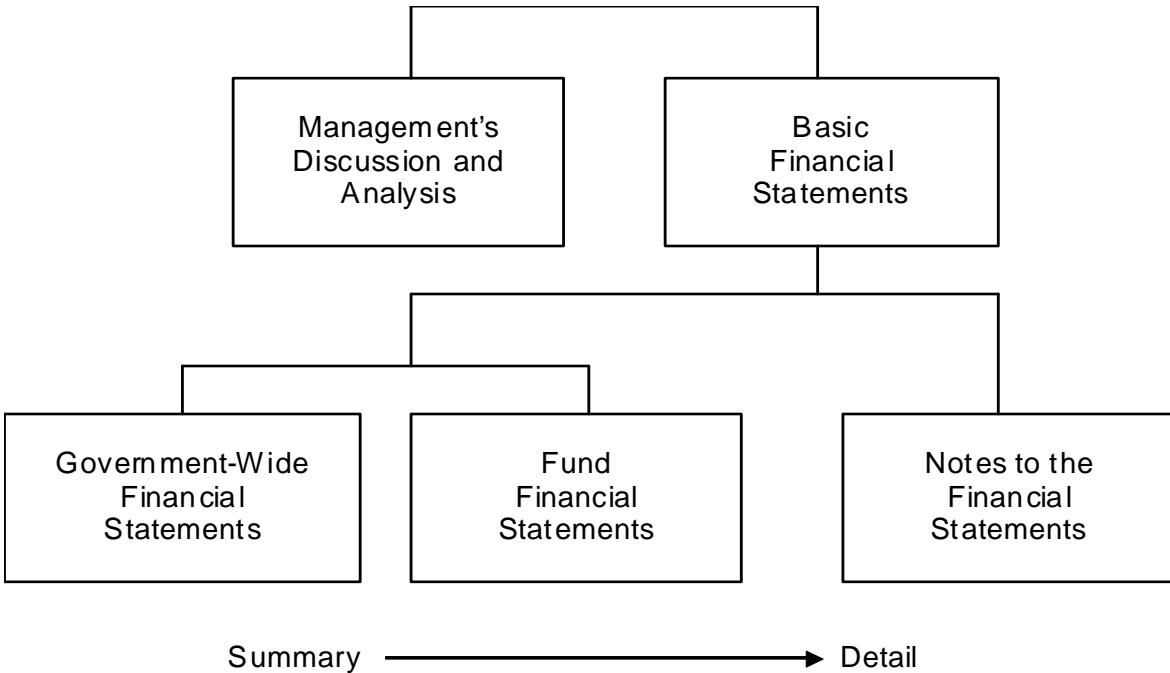 Management's
Discussion and
Analysis
Basic
Financial
Statements
Government-Wide
Financial
Statements
Fund
Financial
Statements
Notes to the
Financial
Statements
Summary
Detail